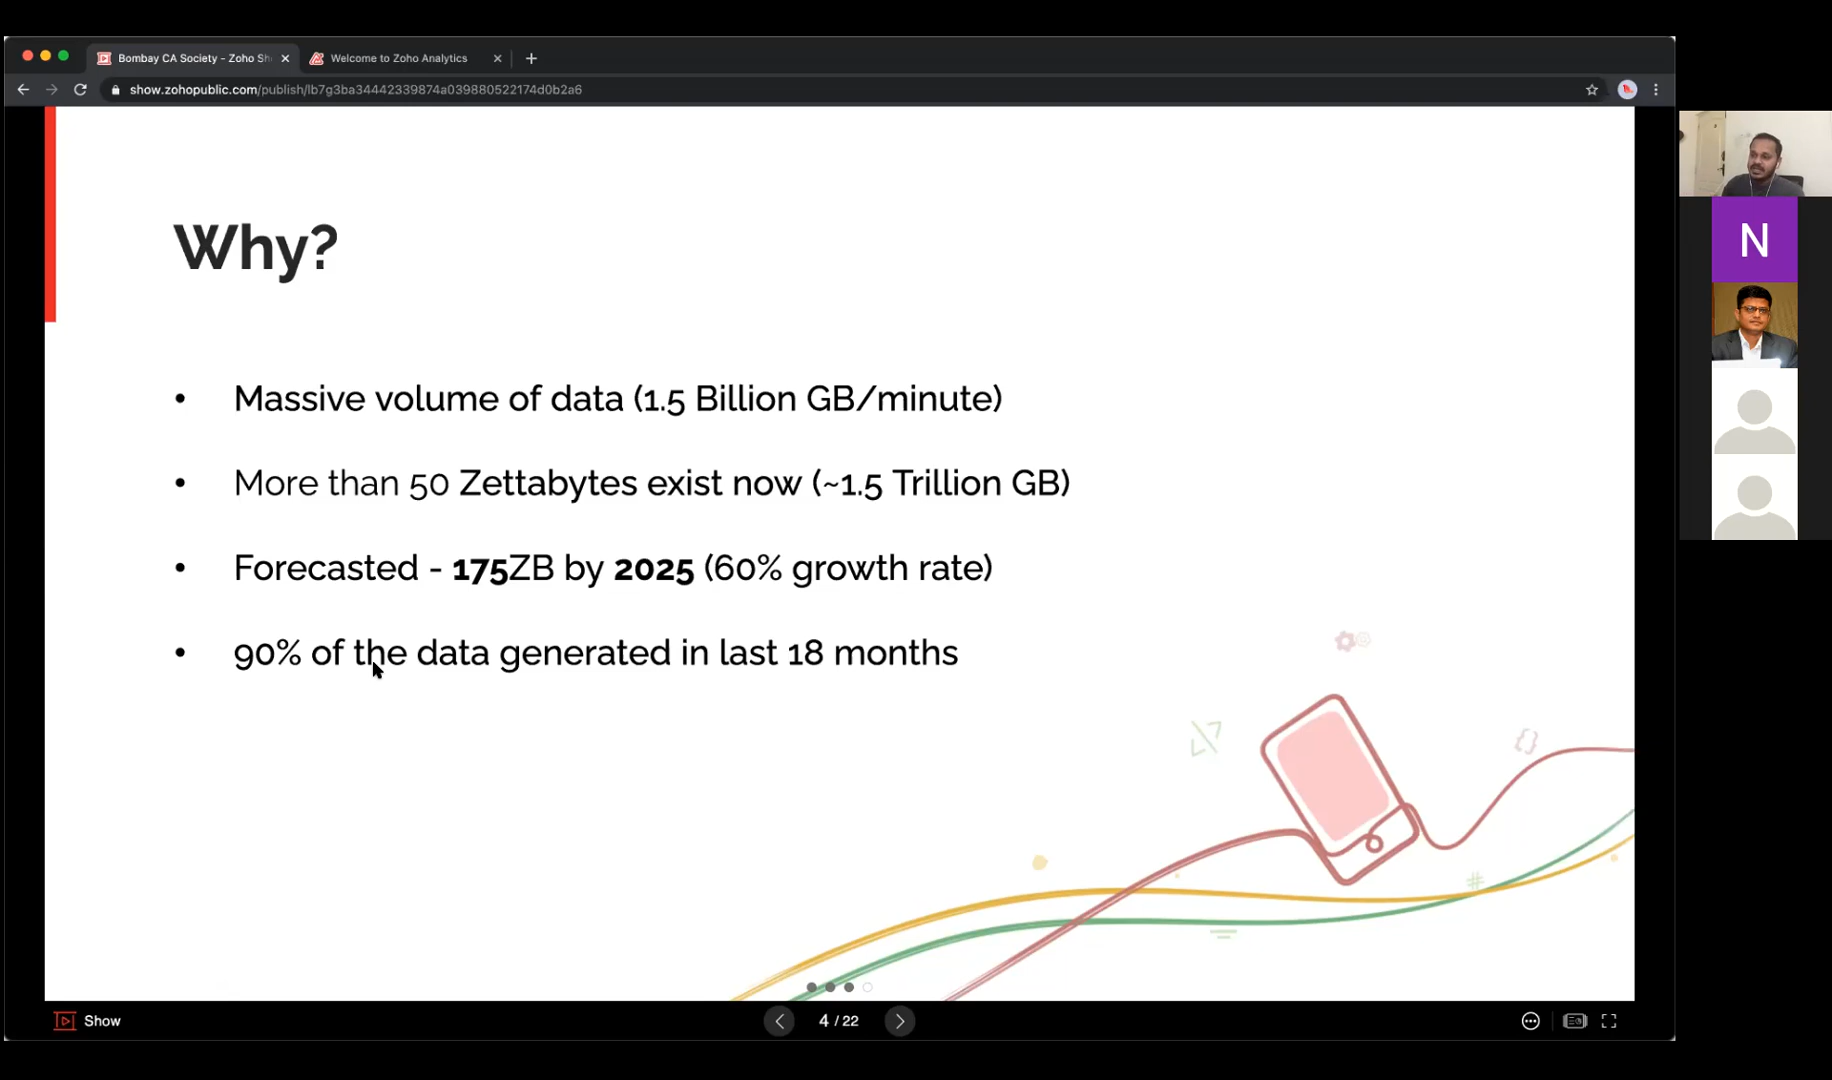 Bombay CA Society - Zoho Sh
Welcome to Zoho Analytics
show.zohopublic.com/publish/lb7g3ba34442339874a039880522174d0b2a6
N
Why?
• Massive volume of data (1.5 Billion GB/minute)
• More than 50 Zettabytes exist now (~1.5 Trillion GB)
• Forecasted - 175ZB by 2025 (60% growth rate)
• 90% of the data generated in last 18 months
{}
#
Show
4 / 22